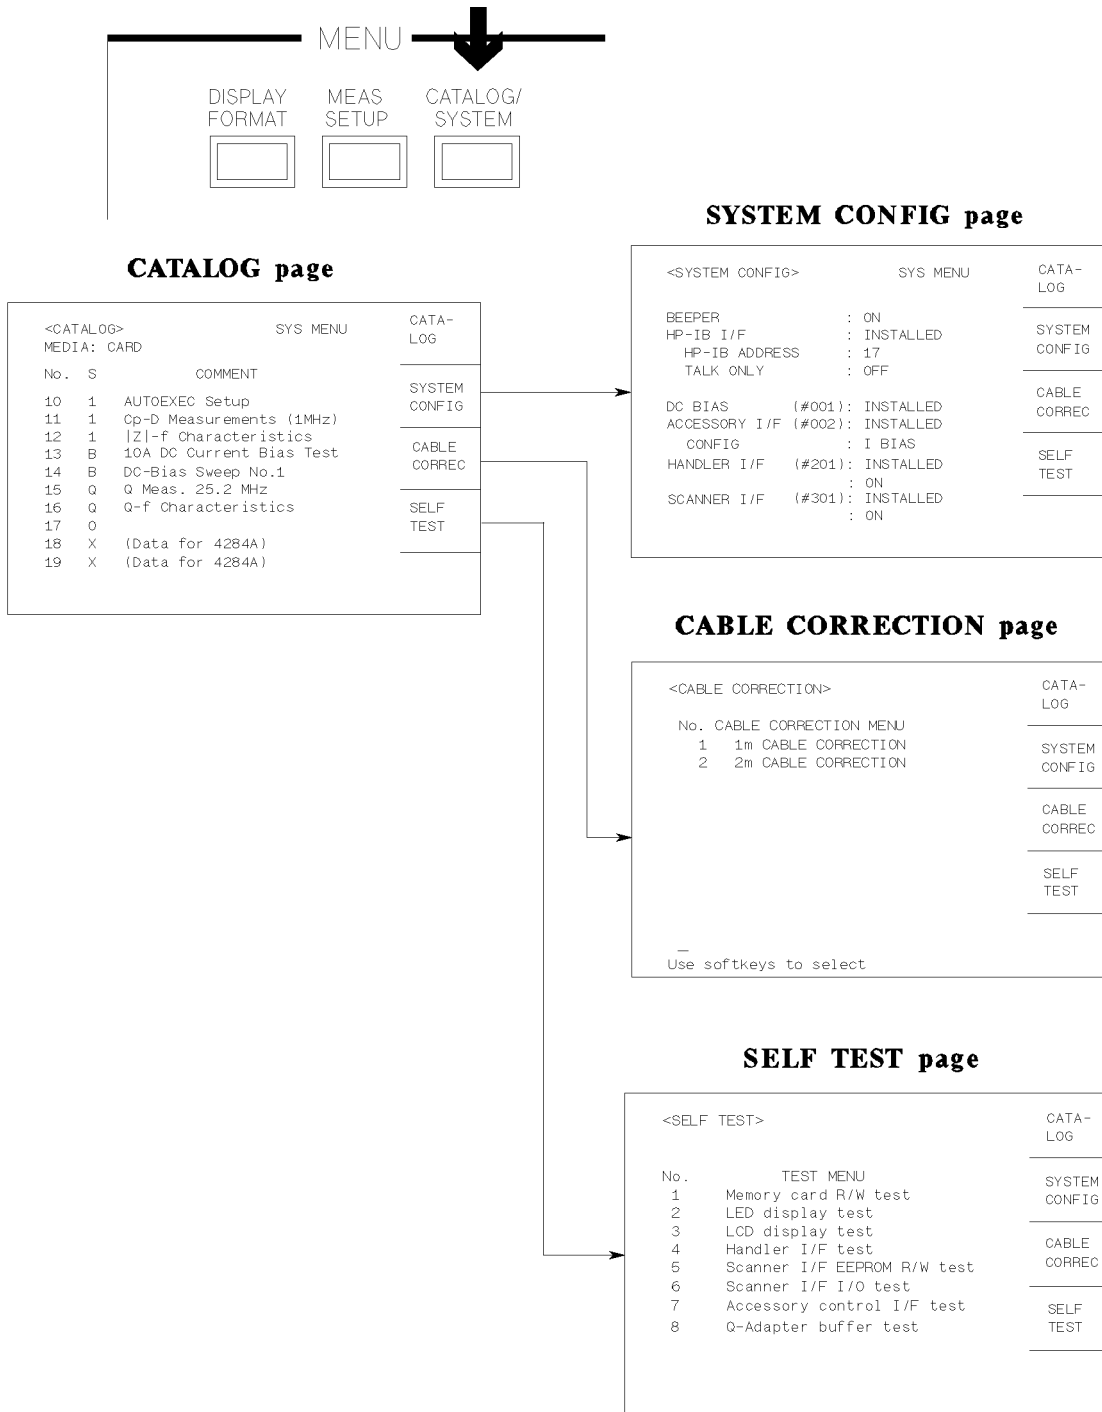 MENU
DISPLAY FORMAT
MEAS SETUP
CATALOG/ SYSTEM
CATALOG page
<CATALOG> SYS MENU
MEDIA: CARD
No. S COMMENT
10 1 AUTOEXEC Setup
11 1 Cp-D Measurements (1MHz)
12 1 |Z|-f Characteristics
13 B 10A DC Current Bias Test
14 B DC-Bias Sweep No.1
15 Q Q Meas. 25.2 MHz
16 Q Q-f Characteristics
17 O
18 X (Data for 4284A)
19 X (Data for 4284A)
CATA-
LOG
SYSTEM
CONFIG
CABLE
CORREC
SELF
TEST
SYSTEM CONFIG page
<SYSTEM CONFIG> SYS MENU
BEEPER : ON
HP-IB I/F : INSTALLED
HP-IB ADDRESS : 17
TALK ONLY : OFF
DC BIAS (#001): INSTALLED
ACCESSORY I/F (#002): INSTALLED
CONFIG : I BIAS
HANDLER I/F (#201): INSTALLED
: ON
SCANNER I/F (#301): INSTALLED
: ON
CATA-
LOG
SYSTEM
CONFIG
CABLE
CORREC
SELF
TEST
CABLE CORRECTION page
<CABLE CORRECTION>
No. CABLE CORRECTION MENU
1 1m CABLE CORRECTION
2 2m CABLE CORRECTION
Use softkeys to select
CATA-
LOG
SYSTEM
CONFIG
CABLE
CORREC
SELF
TEST
SELF TEST page
<SELF TEST>
No. TEST MENU
1 Memory card R/W test
2 LED display test
3 LCD display test
4 Handler I/F test
5 Scanner I/F EEPROM R/W test
6 Scanner I/F I/O test
7 Accessory control I/F test
8 Q-Adapter buffer test
CATA-
LOG
SYSTEM
CONFIG
CABLE
CORREC
SELF
TEST